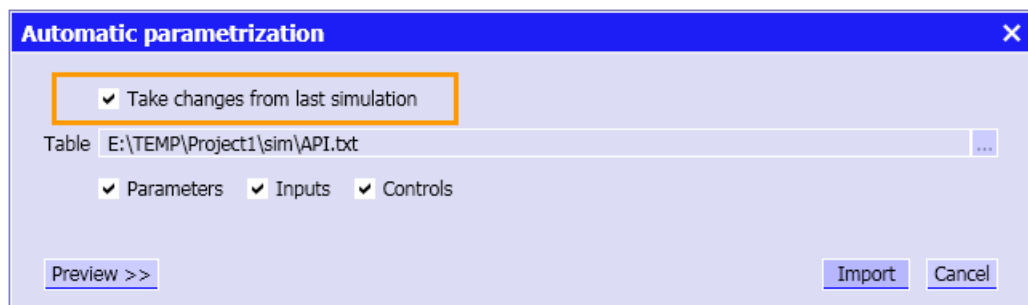 Automatic parametrization
Take changes from last simulation
Table E:\TEMP\Project1\sim\API.txt ...
Parameters Inputs Controls
Preview >> Import Cancel